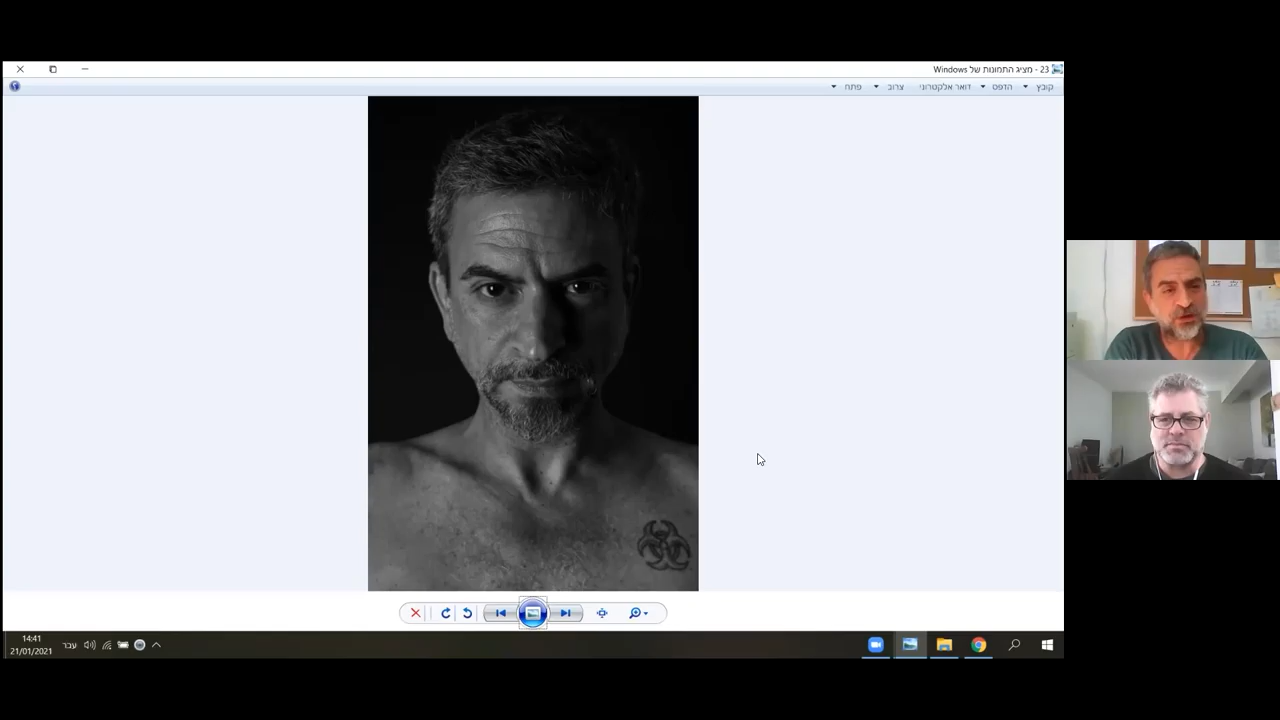 23 - מציג התמונות של Windows
קובץ הדפס דואר אלקטרוני צרוב פתח
14:41
עבר
21/01/2021